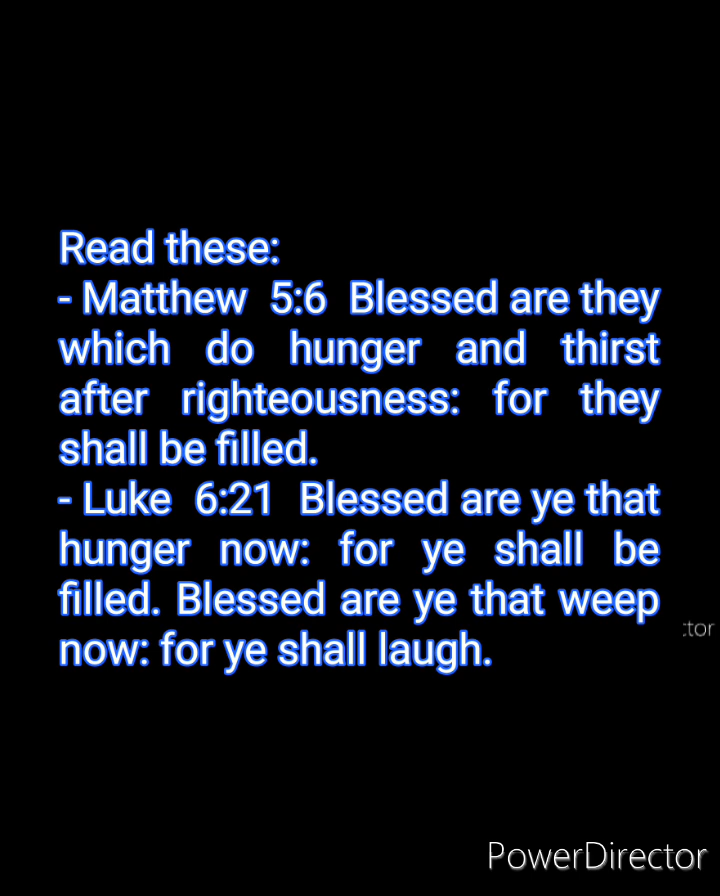 Read these:
- Matthew 5:6 Blessed are they
which do hunger and thirst
after righteousness: for they
shall be filled.
- Luke 6:21 Blessed are ye that
hunger now: for ye shall be
filled. Blessed are ye that weep
now: for ye shall laugh.
tor
PowerDirector